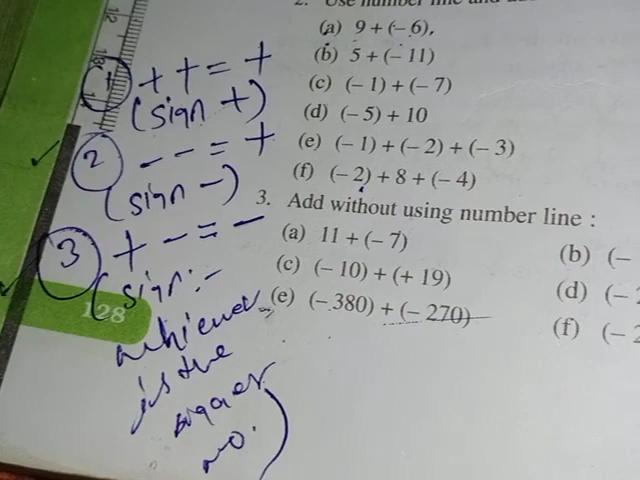 2. Use number line and
(a) 9 + (– 6),
(b) 5 + (– 11)
(c) (– 1) + (– 7)
(d) (– 5) + 10
(e) (– 1) + (– 2) + (– 3)
(f) (– 2) + 8 + (– 4)
3. Add without using number line :
(a) 11 + (– 7)
(b) (–
(c) (– 10) + (+ 19)
(d) (–
(e) (– 380) + (– 270)
(f) (– 2
128
12
1 + + = +
(sign +)
2 – – = +
(sign –)
3 + – = –
(sign :-
whichever
is the
bigger
no.)